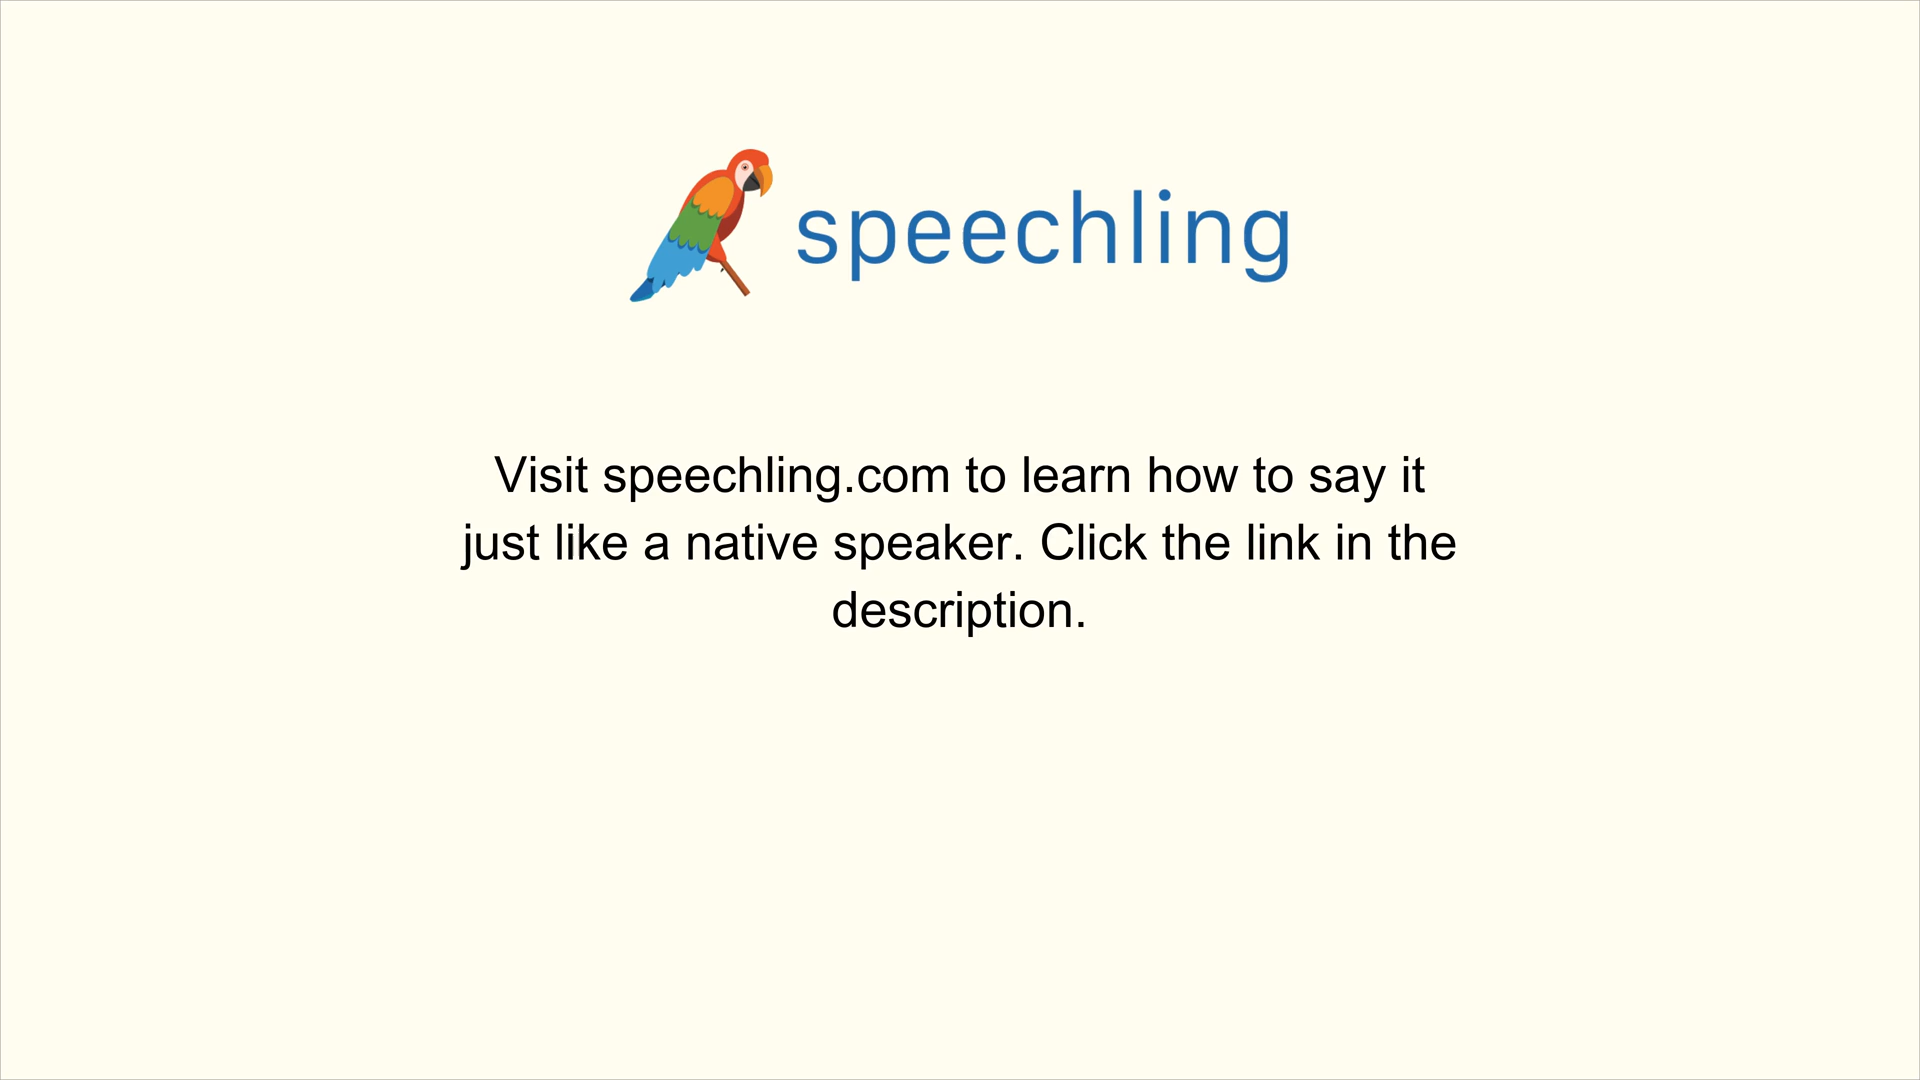 speechling
Visit speechling.com to learn how to say it
just like a native speaker. Click the link in the
description.